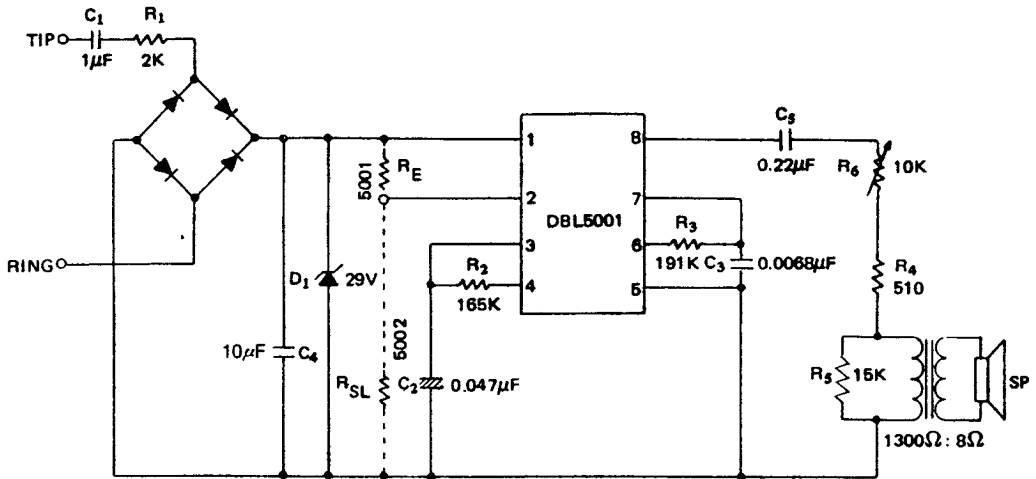 C1
R1
TIP
1μF
2K
C5
1
8
0.22μF
R6
10K
5001
RE
2
7
DBL5001
R3
3
6
RING
191K
C3
0.0068μF
R2
D1
29V
4
5
165K
R4
510
5002
10μF
C4
RSL
C2
0.047μF
R5
15K
SP
1300Ω : 8Ω